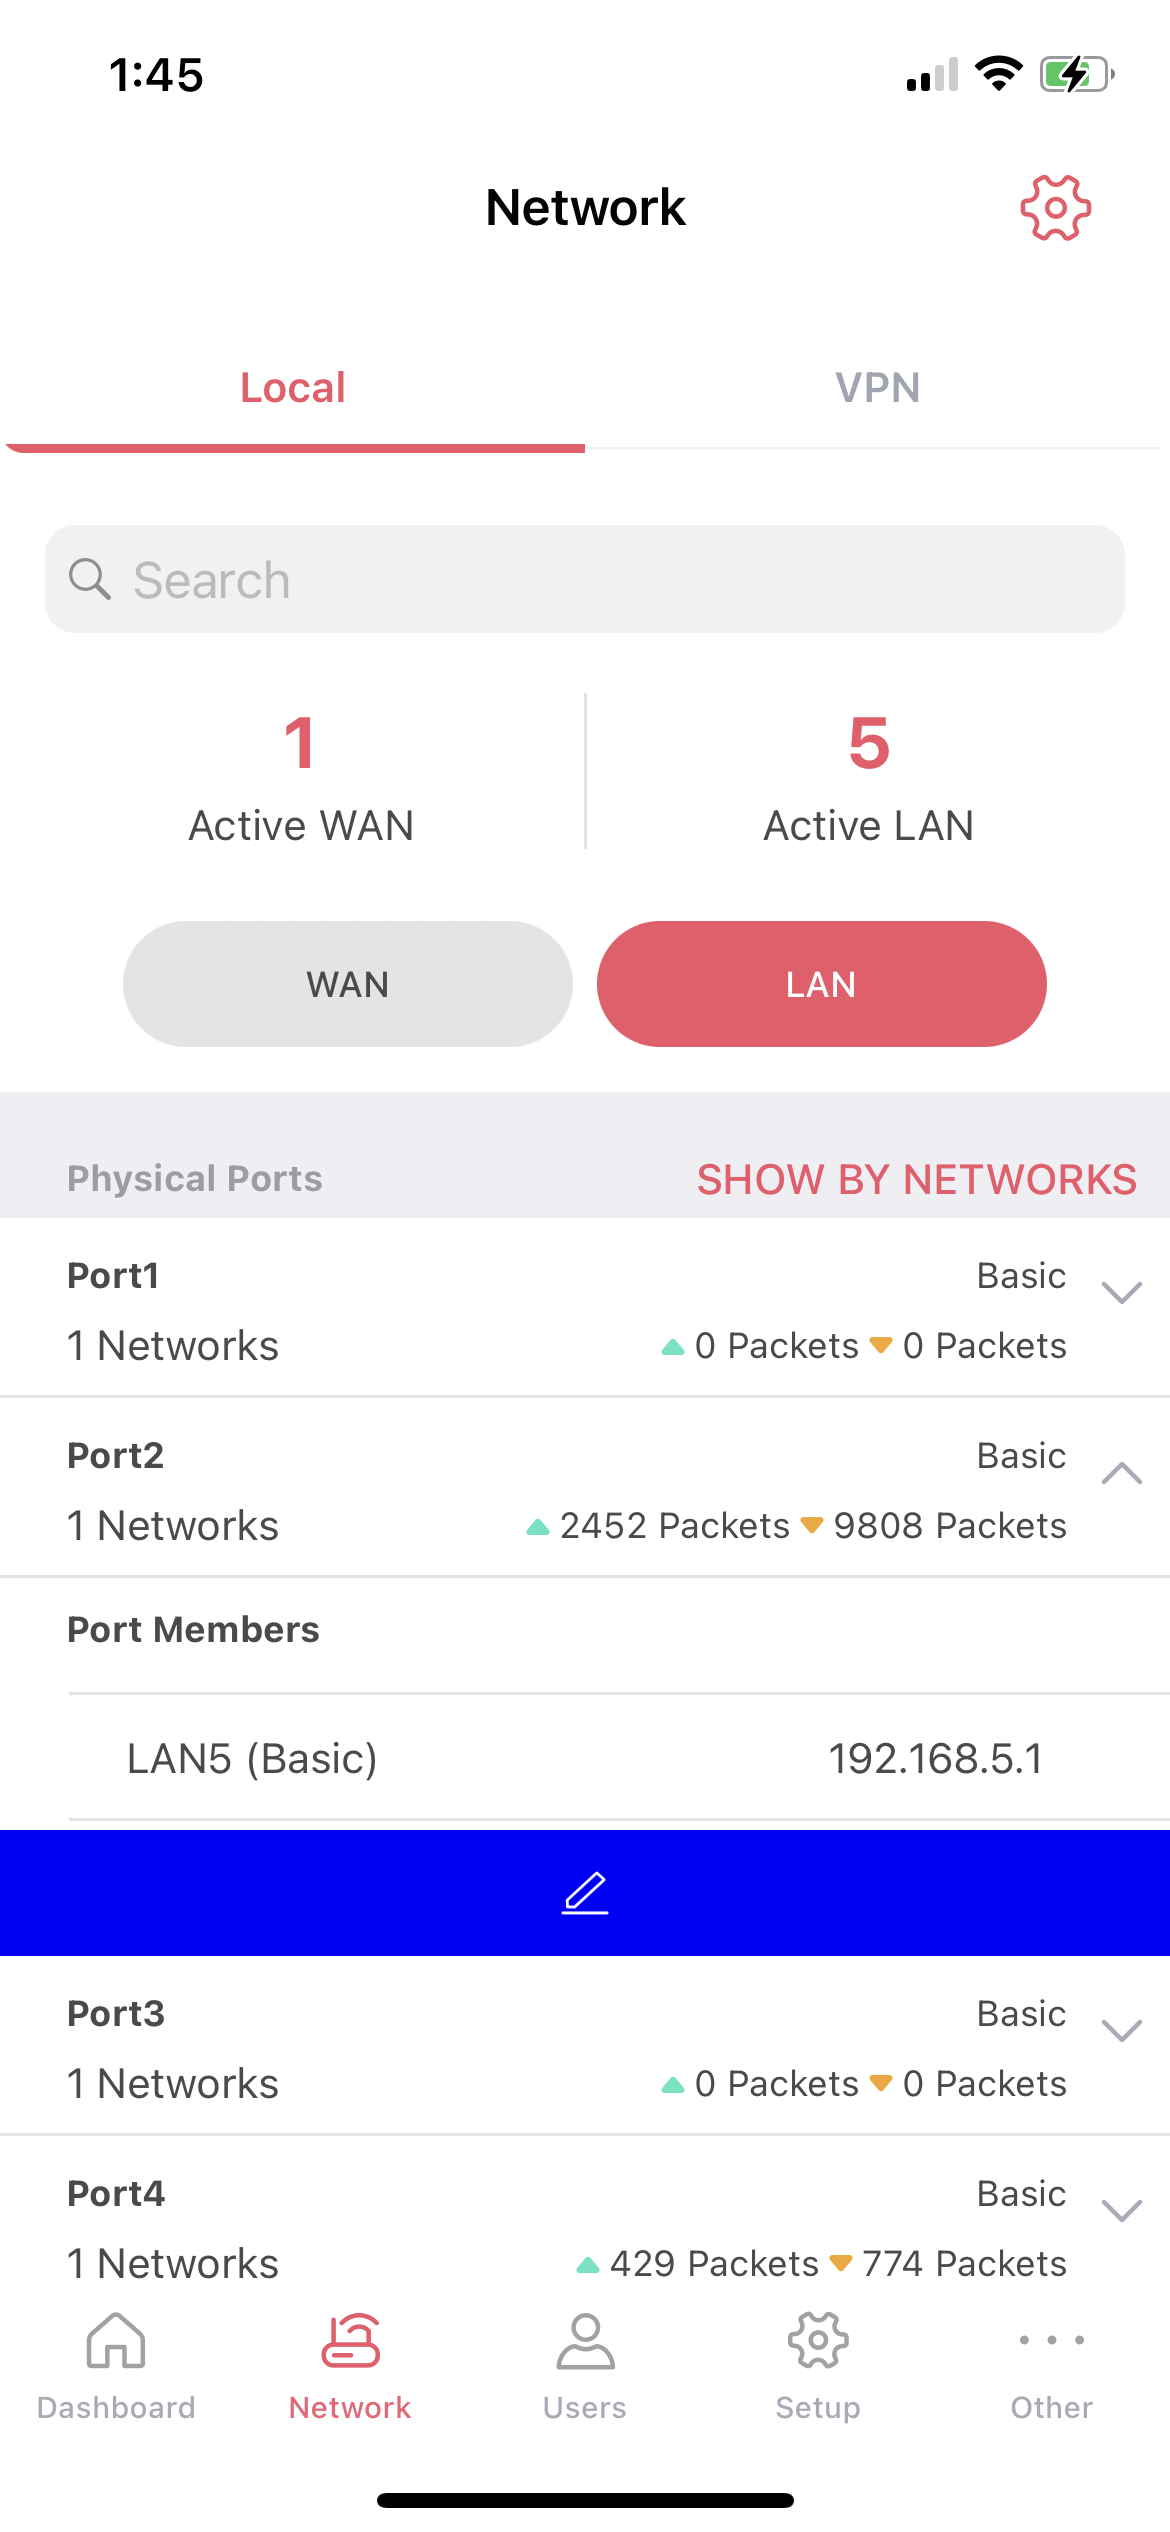 1:45
Network
Local VPN
Search
1 5
Active WAN Active LAN
WAN LAN
Physical Ports SHOW BY NETWORKS
Port1 Basic
1 Networks 0 Packets 0 Packets
Port2 Basic
1 Networks 2452 Packets 9808 Packets
Port Members
LAN5 (Basic) 192.168.5.1
Port3 Basic
1 Networks 0 Packets 0 Packets
Port4 Basic
1 Networks 429 Packets 774 Packets
Dashboard Network Users Setup Other